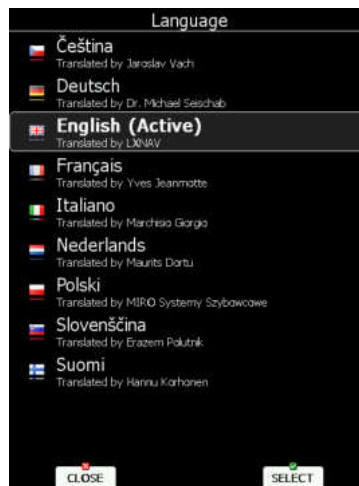 Language
Čeština
Translated by Jaroslav Vach
Deutsch
Translated by Dr. Michael Seischab
English (Active)
Translated by LXNAV
Français
Translated by Yves Jeanmotte
Italiano
Translated by Marchisio Giorgio
Nederlands
Translated by Maurits Dortu
Polski
Translated by MIRO Systemy Szybowcowe
Slovenščina
Translated by Erazem Polutnik
Suomi
Translated by Hannu Korhonen
CLOSE SELECT